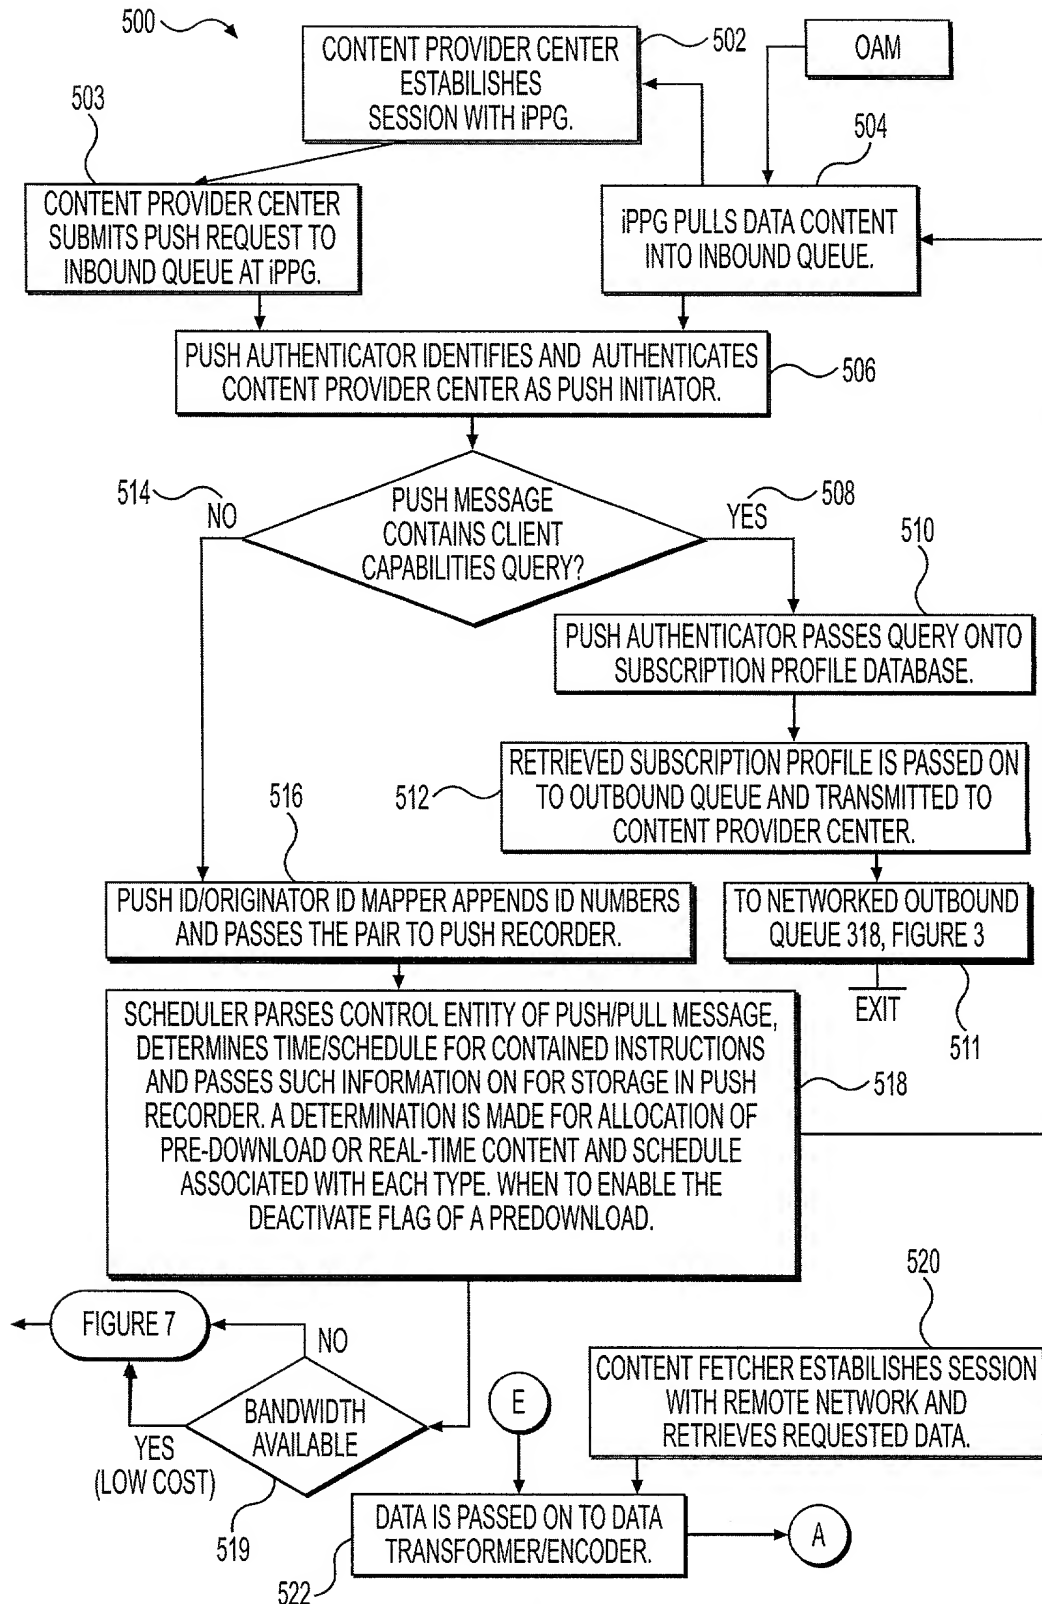 500
CONTENT PROVIDER CENTER
ESTABILISHES
SESSION WITH iPPG.
502
OAM
503
504
CONTENT PROVIDER CENTER
SUBMITS PUSH REQUEST TO
INBOUND QUEUE AT iPPG.
iPPG PULLS DATA CONTENT
INTO INBOUND QUEUE.
PUSH AUTHENTICATOR IDENTIFIES AND AUTHENTICATES
CONTENT PROVIDER CENTER AS PUSH INITIATOR.
506
514
NO
PUSH MESSAGE
CONTAINS CLIENT
CAPABILITIES QUERY?
YES
508
510
PUSH AUTHENTICATOR PASSES QUERY ONTO
SUBSCRIPTION PROFILE DATABASE.
512
RETRIEVED SUBSCRIPTION PROFILE IS PASSED ON
TO OUTBOUND QUEUE AND TRANSMITTED TO
CONTENT PROVIDER CENTER.
516
PUSH ID/ORIGINATOR ID MAPPER APPENDS ID NUMBERS
AND PASSES THE PAIR TO PUSH RECORDER.
TO NETWORKED OUTBOUND
QUEUE 318, FIGURE 3
EXIT
511
SCHEDULER PARSES CONTROL ENTITY OF PUSH/PULL MESSAGE,
DETERMINES TIME/SCHEDULE FOR CONTAINED INSTRUCTIONS
AND PASSES SUCH INFORMATION ON FOR STORAGE IN PUSH
RECORDER. A DETERMINATION IS MADE FOR ALLOCATION OF
PRE-DOWNLOAD OR REAL-TIME CONTENT AND SCHEDULE
ASSOCIATED WITH EACH TYPE. WHEN TO ENABLE THE
DEACTIVATE FLAG OF A PREDOWNLOAD.
518
FIGURE 7
NO
BANDWIDTH
AVAILABLE
YES
(LOW COST)
519
E
520
CONTENT FETCHER ESTABILISHES SESSION
WITH REMOTE NETWORK AND
RETRIEVES REQUESTED DATA.
DATA IS PASSED ON TO DATA
TRANSFORMER/ENCODER.
522
A